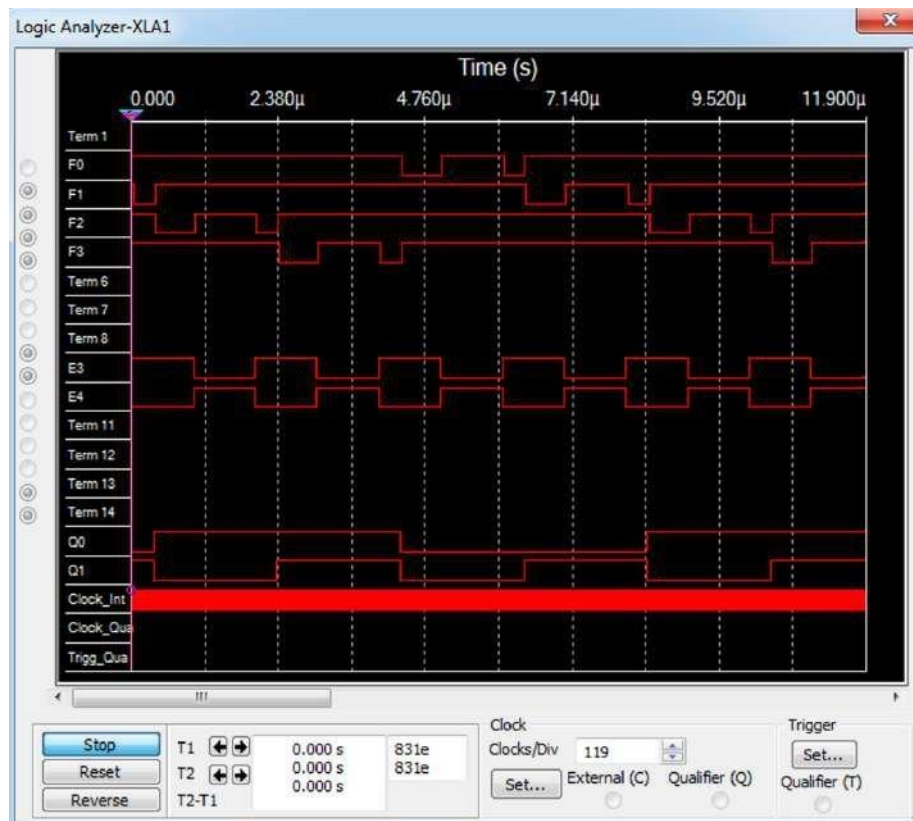 Logic Analyzer-XLA1
Time (s)
0.000 2.380µ 4.760µ 7.140µ 9.520µ 11.900µ
Term 1
F0
F1
F2
F3
Term 6
Term 7
Term 8
E3
E4
Term 11
Term 12
Term 13
Term 14
Q0
Q1
Clock_Int
Clock_Qua
Trigg_Qua
Stop
Reset
Reverse
T1 0.000 s 831e
T2 0.000 s 831e
T2-T1 0.000 s
Clock
Clocks/Div 119
Set... External (C) Qualifier (Q)
Trigger
Set...
Qualifier (T)